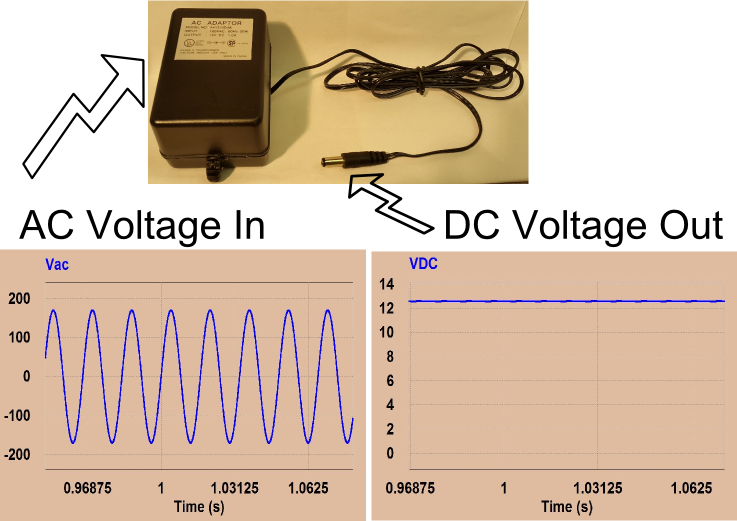 AC ADAPTOR
AC Voltage In
DC Voltage Out
Vac
200
100
0
-100
-200
0.96875 1 1.03125 1.0625
Time (s)
VDC
14
12
10
8
6
4
2
0
0.96875 1 1.03125 1.0625
Time (s)